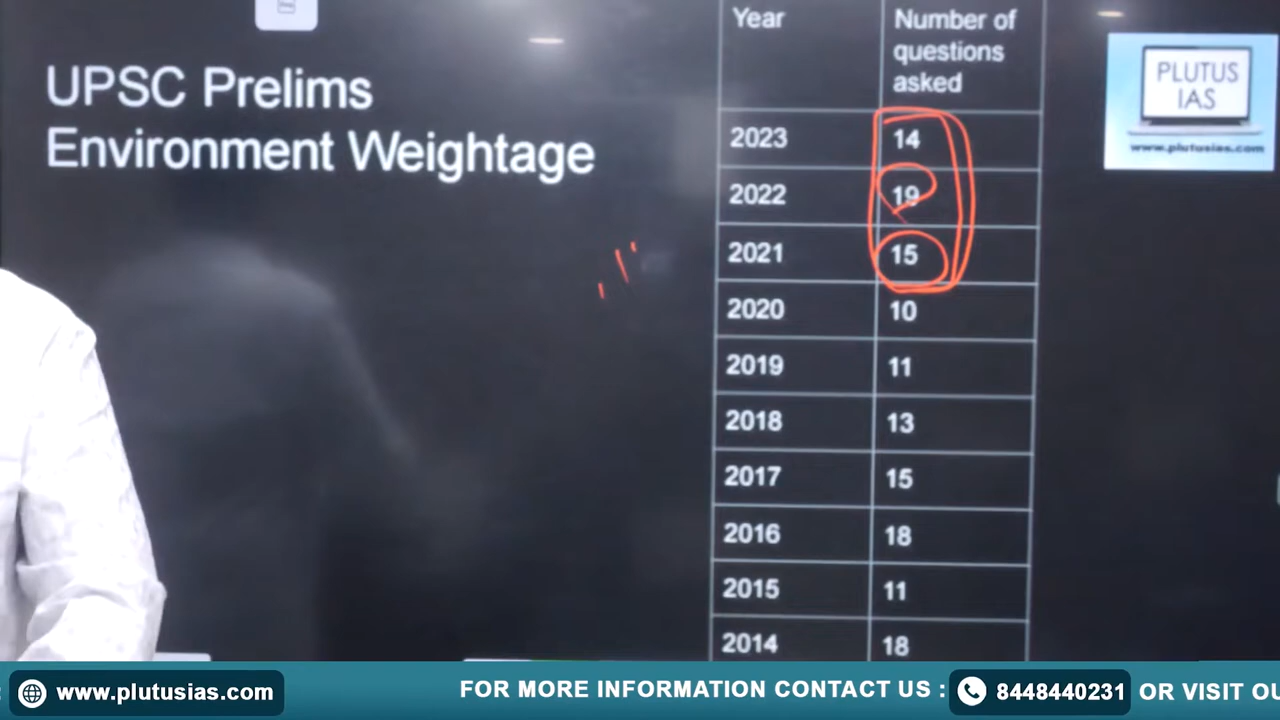 UPSC Prelims
Environment Weightage
Year Number of
questions
asked
2023 14
2022 19
2021 15
2020 10
2019 11
2018 13
2017 15
2016 18
2015 11
2014 18
PLUTUS
IAS
www.plutusias.com
www.plutusias.com
FOR MORE INFORMATION CONTACT US : 8448440231 OR VISIT OU